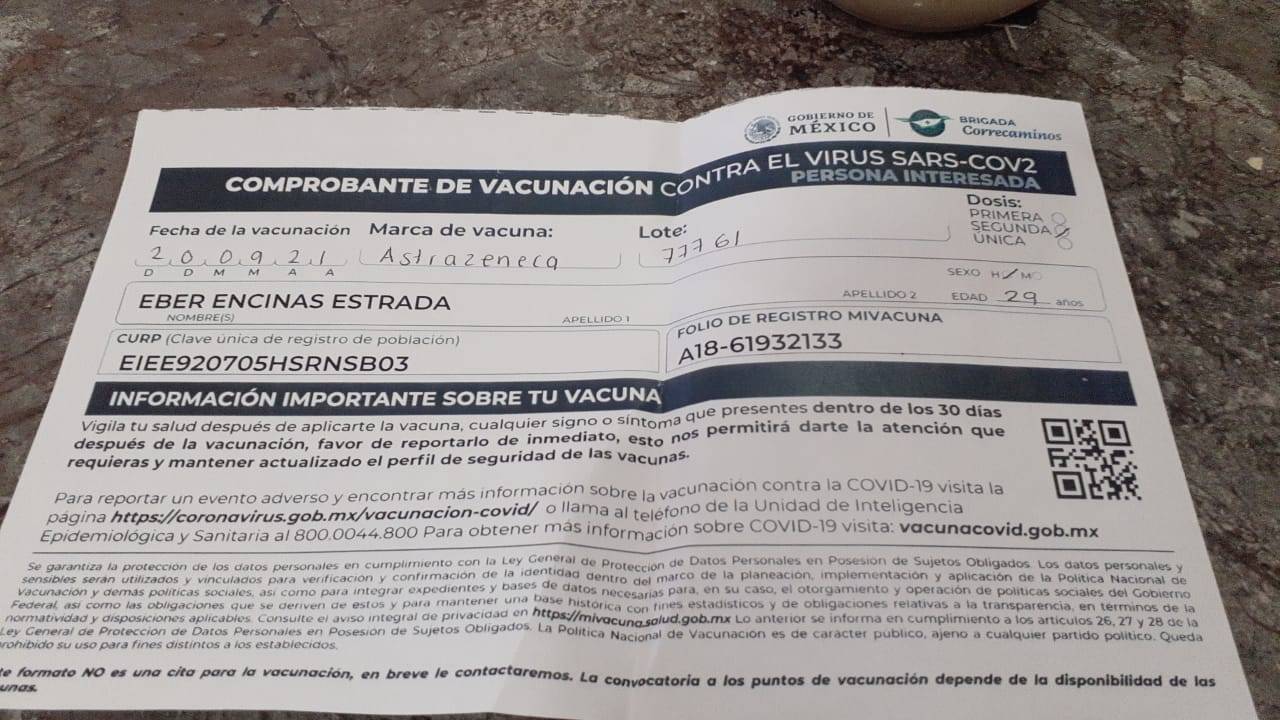 GOBIERNO DE
MÉXICO
BRIGADA
Correcaminos
COMPROBANTE DE VACUNACIÓN CONTRA EL VIRUS SARS-COV2
PERSONA INTERESADA
Fecha de la vacunación Marca de vacuna: Lote: Dosis:
PRIMERA
SEGUNDA
ÚNICA
20 09 21 Astrazeneca 77761
D D M M A A
SEXO H M
EBER ENCINAS ESTRADA
NOMBRE(S) APELLIDO 1 APELLIDO 2 EDAD 29 años
CURP (Clave única de registro de población) FOLIO DE REGISTRO MIVACUNA
EIEE920705HSRNSB03 A18-61932133
INFORMACIÓN IMPORTANTE SOBRE TU VACUNA
Vigila tu salud después de aplicarte la vacuna, cualquier signo o síntoma que presentes dentro de los 30 días
después de la vacunación, favor de reportarlo de inmediato, esto nos permitirá darte la atención que
requieras y mantener actualizado el perfil de seguridad de las vacunas.
Para reportar un evento adverso y encontrar más información sobre la vacunación contra la COVID-19 visita la
página https://coronavirus.gob.mx/vacunacion-covid/ o llama al teléfono de la Unidad de Inteligencia
Epidemiológica y Sanitaria al 800.0044.800 Para obtener más información sobre COVID-19 visita: vacunacovid.gob.mx
Se garantiza la protección de los datos personales en cumplimiento con la Ley General de Protección de Datos Personales en Posesión de Sujetos Obligados. Los datos personales y
sensibles serán utilizados y vinculados para verificación y confirmación de la identidad dentro del marco de la planeación, implementación y aplicación de la Política Nacional de
Vacunación y demás políticas sociales, así como para integrar expedientes y bases de datos necesarias para, en su caso, el otorgamiento y operación de políticas sociales del Gobierno
Federal, así como las obligaciones que se deriven de estos y para mantener una base histórica con fines estadísticos y de obligaciones relativas a la transparencia, en términos de la
normatividad y disposiciones aplicables. Consulte el aviso integral de privacidad en https://mivacuna.salud.gob.mx Lo anterior se informa en cumplimiento a los artículos 26, 27 y 28 de la
Ley General de Protección de Datos Personales en Posesión de Sujetos Obligados. La Política Nacional de Vacunación es de carácter público, ajeno a cualquier partido político. Queda
rohibido su uso para fines distintos a los establecidos.
te formato NO es una cita para la vacunación, en breve le contactaremos. La convocatoria a los puntos de vacunación depende de la disponibilidad de las
unas.